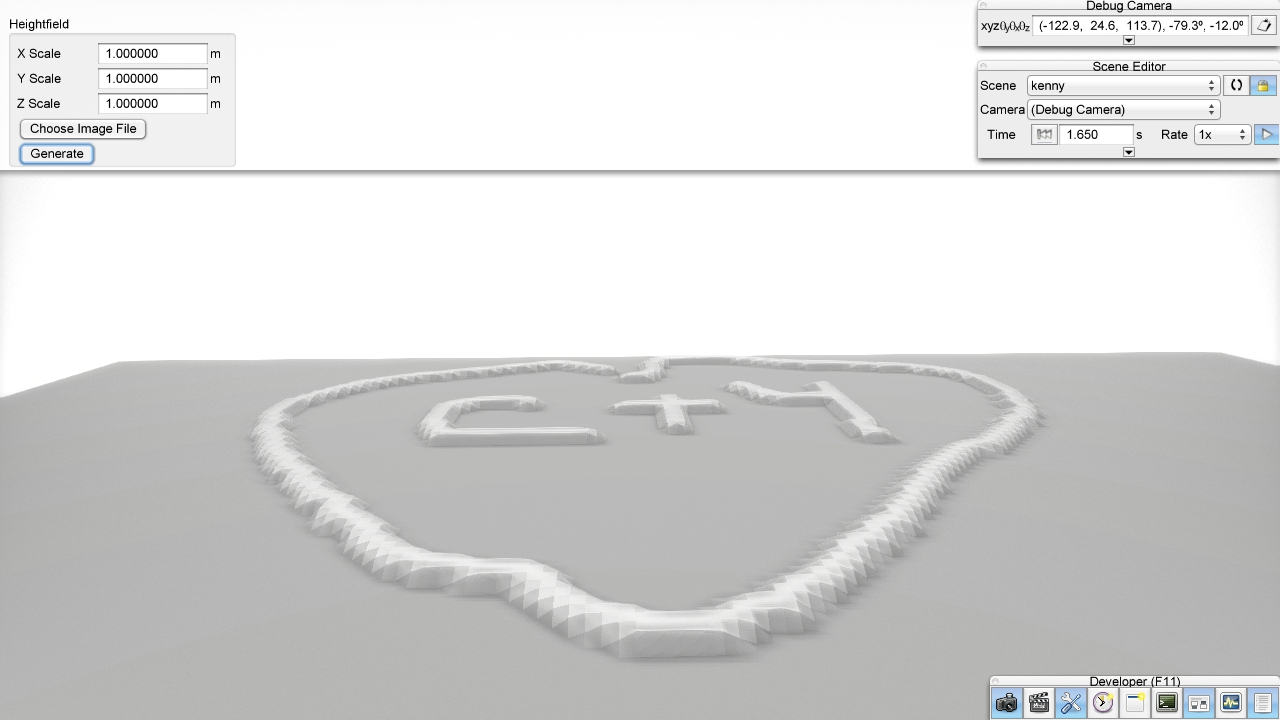 Heightfield
X Scale 1.000000 m
Y Scale 1.000000 m
Z Scale 1.000000 m
Choose Image File
Generate
Debug Camera
xyzθyθxθz (-122.9, 24.6, 113.7), -79.3º, -12.0º
Scene Editor
Scene kenny
Camera (Debug Camera)
Time 1.650 s Rate 1x
C + Y
Developer (F11)